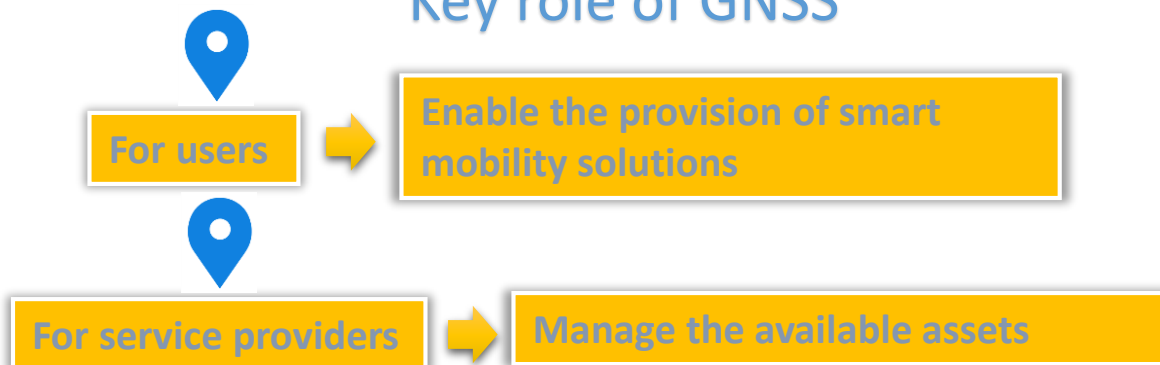 Key role of GNSS
For users
Enable the provision of smart
mobility solutions
For service providers
Manage the available assets